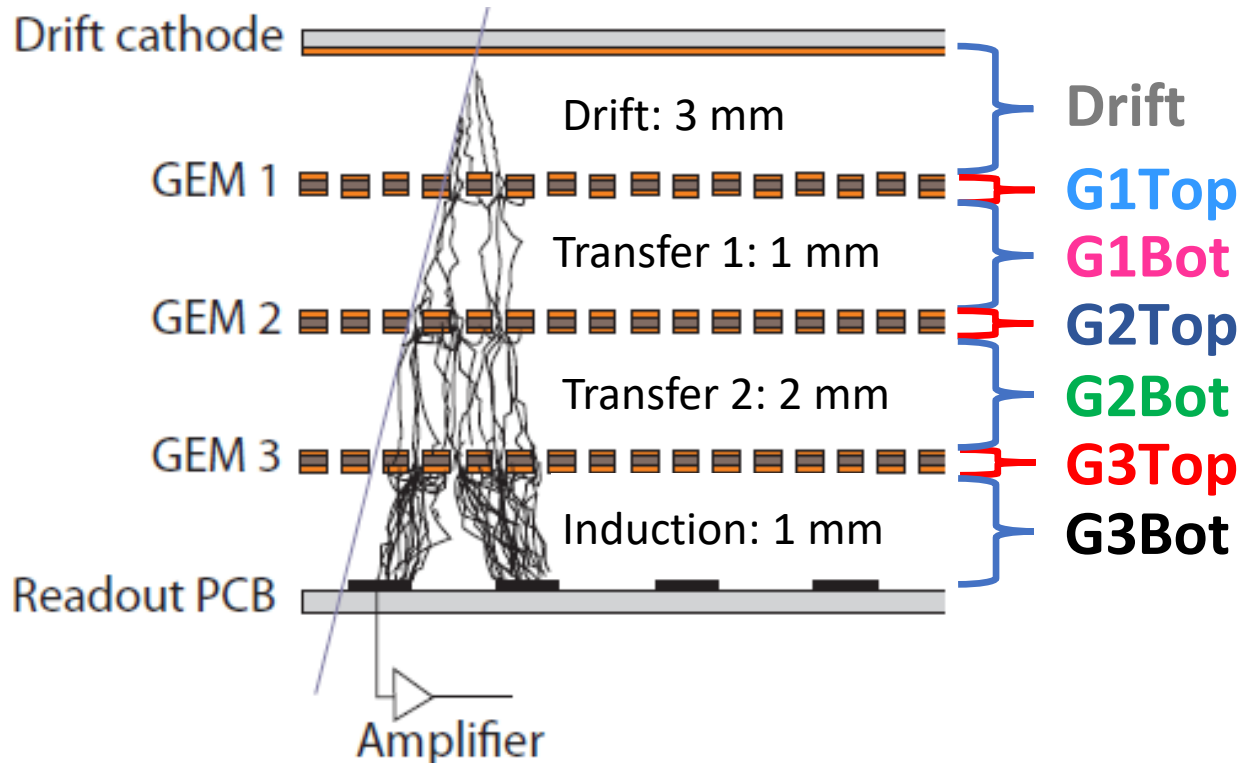 Drift cathode
Drift: 3 mm
Drift
GEM 1
G1Top
Transfer 1: 1 mm
G1Bot
GEM 2
G2Top
Transfer 2: 2 mm
G2Bot
GEM 3
G3Top
Induction: 1 mm
G3Bot
Readout PCB
Amplifier